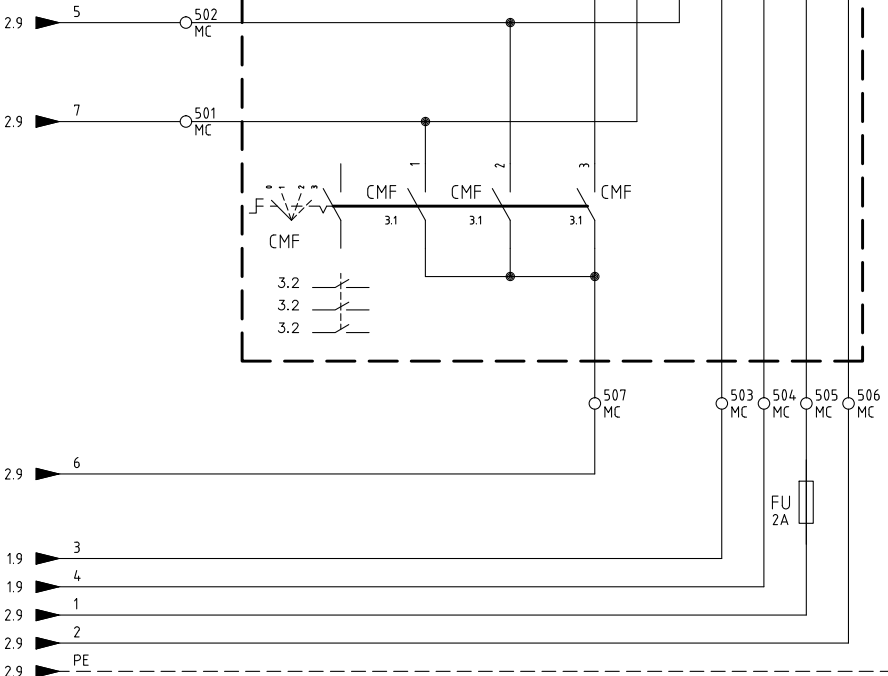 2.9 5 502
MC
2.9 7 501
MC
1 2 3
0 1 2 3
CMF CMF CMF
3.1 3.1 3.1
CMF
3.2
3.2
3.2
507 503 504 505 506
MC MC MC MC MC
2.9 6
FU
2A
1.9 3
1.9 4
2.9 1
2.9 2
2.9 PE